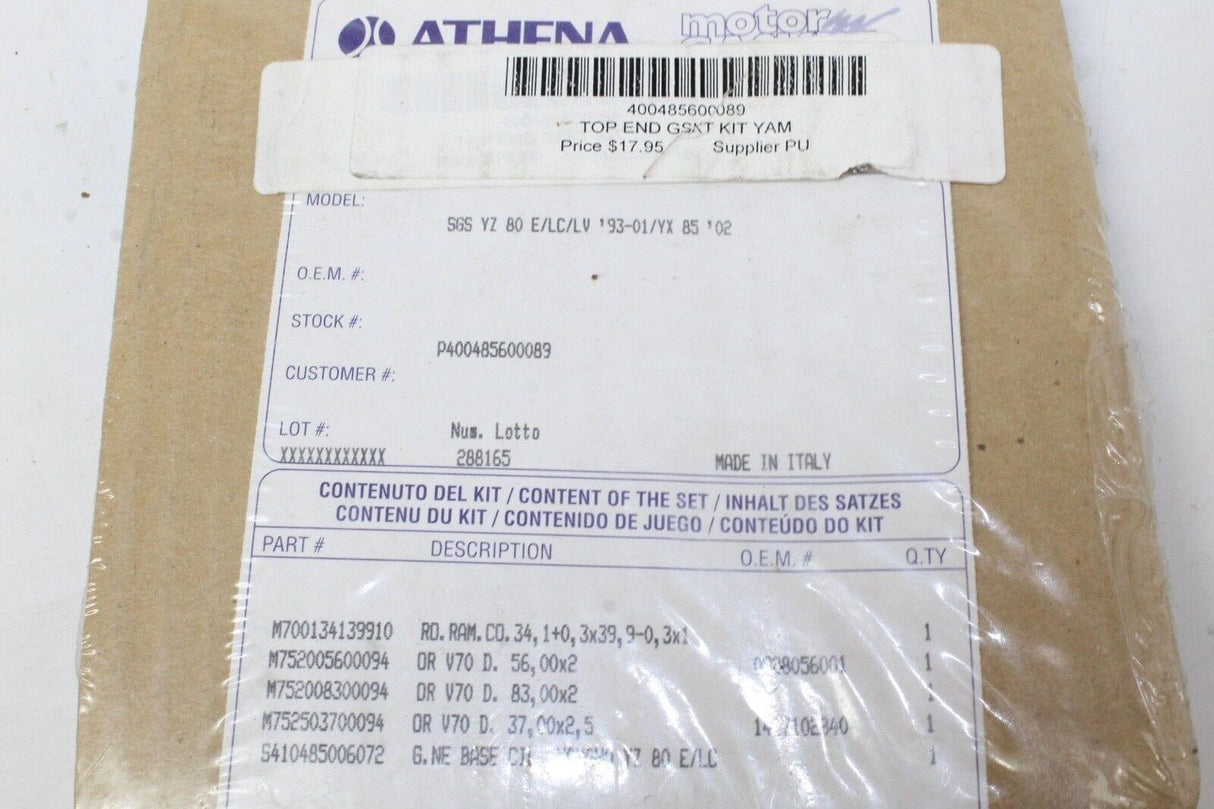 ATHENA motor
400485600089
TOP END GSKT KIT YAM
Price $17.95 Supplier PU
MODEL:
SGS YZ 80 E/LC/LV '93-01/YX 85 '02
O.E.M. #:
STOCK #:
P400485600089
CUSTOMER #:
LOT #: Num. Lotto
XXXXXXXXXXXX 288165 MADE IN ITALY
CONTENUTO DEL KIT / CONTENT OF THE SET / INHALT DES SATZES
CONTENU DU KIT / CONTENIDO DE JUEGO / CONTEÚDO DO KIT
PART # DESCRIPTION O.E.M. # Q.TY
M700134139910 RO.RAM.CO.34,1+0,3x39,9-0,3x1 1
M752005600094 OR V70 D. 56,00x2 1
M752008300094 OR V70 D. 83,00x2 1
M752503700094 OR V70 D. 37,00x2,5 1
S410485006072 G.NE BASE YZ 80 E/LC 1